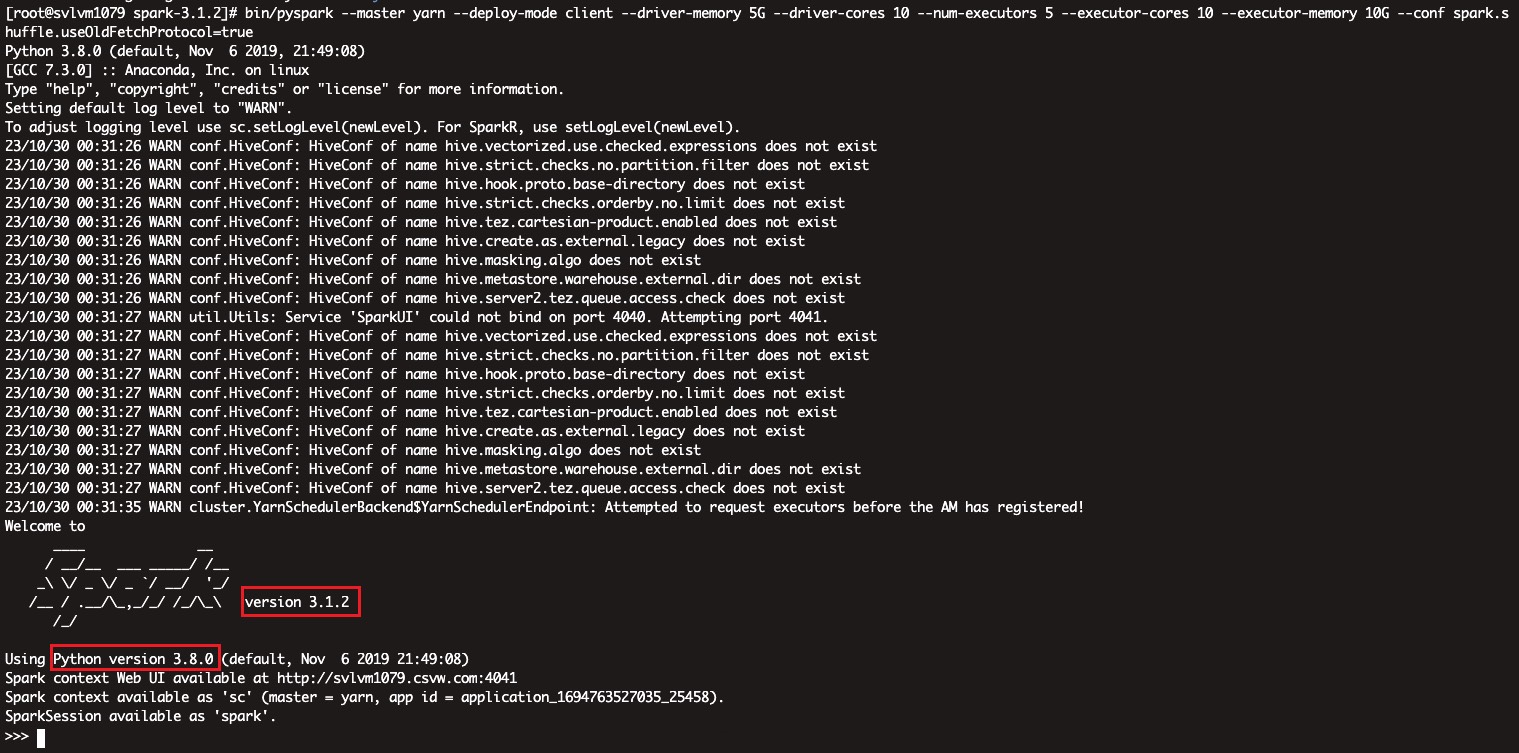 [root@svlvm1079 spark-3.1.2]# bin/pyspark --master yarn --deploy-mode client --driver-memory 5G --driver-cores 10 --num-executors 5 --executor-cores 10 --executor-memory 10G --conf spark.s
huffle.useOldFetchProtocol=true
Python 3.8.0 (default, Nov  6 2019, 21:49:08)
[GCC 7.3.0] :: Anaconda, Inc. on linux
Type "help", "copyright", "credits" or "license" for more information.
Setting default log level to "WARN".
To adjust logging level use sc.setLogLevel(newLevel). For SparkR, use setLogLevel(newLevel).
23/10/30 00:31:26 WARN conf.HiveConf: HiveConf of name hive.vectorized.use.checked.expressions does not exist
23/10/30 00:31:26 WARN conf.HiveConf: HiveConf of name hive.strict.checks.no.partition.filter does not exist
23/10/30 00:31:26 WARN conf.HiveConf: HiveConf of name hive.hook.proto.base-directory does not exist
23/10/30 00:31:26 WARN conf.HiveConf: HiveConf of name hive.strict.checks.orderby.no.limit does not exist
23/10/30 00:31:26 WARN conf.HiveConf: HiveConf of name hive.tez.cartesian-product.enabled does not exist
23/10/30 00:31:26 WARN conf.HiveConf: HiveConf of name hive.create.as.external.legacy does not exist
23/10/30 00:31:26 WARN conf.HiveConf: HiveConf of name hive.masking.algo does not exist
23/10/30 00:31:26 WARN conf.HiveConf: HiveConf of name hive.metastore.warehouse.external.dir does not exist
23/10/30 00:31:26 WARN conf.HiveConf: HiveConf of name hive.server2.tez.queue.access.check does not exist
23/10/30 00:31:27 WARN util.Utils: Service 'SparkUI' could not bind on port 4040. Attempting port 4041.
23/10/30 00:31:27 WARN conf.HiveConf: HiveConf of name hive.vectorized.use.checked.expressions does not exist
23/10/30 00:31:27 WARN conf.HiveConf: HiveConf of name hive.strict.checks.no.partition.filter does not exist
23/10/30 00:31:27 WARN conf.HiveConf: HiveConf of name hive.hook.proto.base-directory does not exist
23/10/30 00:31:27 WARN conf.HiveConf: HiveConf of name hive.strict.checks.orderby.no.limit does not exist
23/10/30 00:31:27 WARN conf.HiveConf: HiveConf of name hive.tez.cartesian-product.enabled does not exist
23/10/30 00:31:27 WARN conf.HiveConf: HiveConf of name hive.create.as.external.legacy does not exist
23/10/30 00:31:27 WARN conf.HiveConf: HiveConf of name hive.masking.algo does not exist
23/10/30 00:31:27 WARN conf.HiveConf: HiveConf of name hive.metastore.warehouse.external.dir does not exist
23/10/30 00:31:27 WARN conf.HiveConf: HiveConf of name hive.server2.tez.queue.access.check does not exist
23/10/30 00:31:35 WARN cluster.YarnSchedulerBackend$YarnSchedulerEndpoint: Attempted to request executors before the AM has registered!
Welcome to
      ____              __
     / __/__  ___ _____/ /__
    _\ \/ _ \/ _ `/ __/  '_/
   /__ / .__/\_,_/_/ /_/\_\   version 3.1.2
      /_/
Using Python version 3.8.0 (default, Nov  6 2019 21:49:08)
Spark context Web UI available at http://svlvm1079.csvw.com:4041
Spark context available as 'sc' (master = yarn, app id = application_1694763527035_25458).
SparkSession available as 'spark'.
>>>